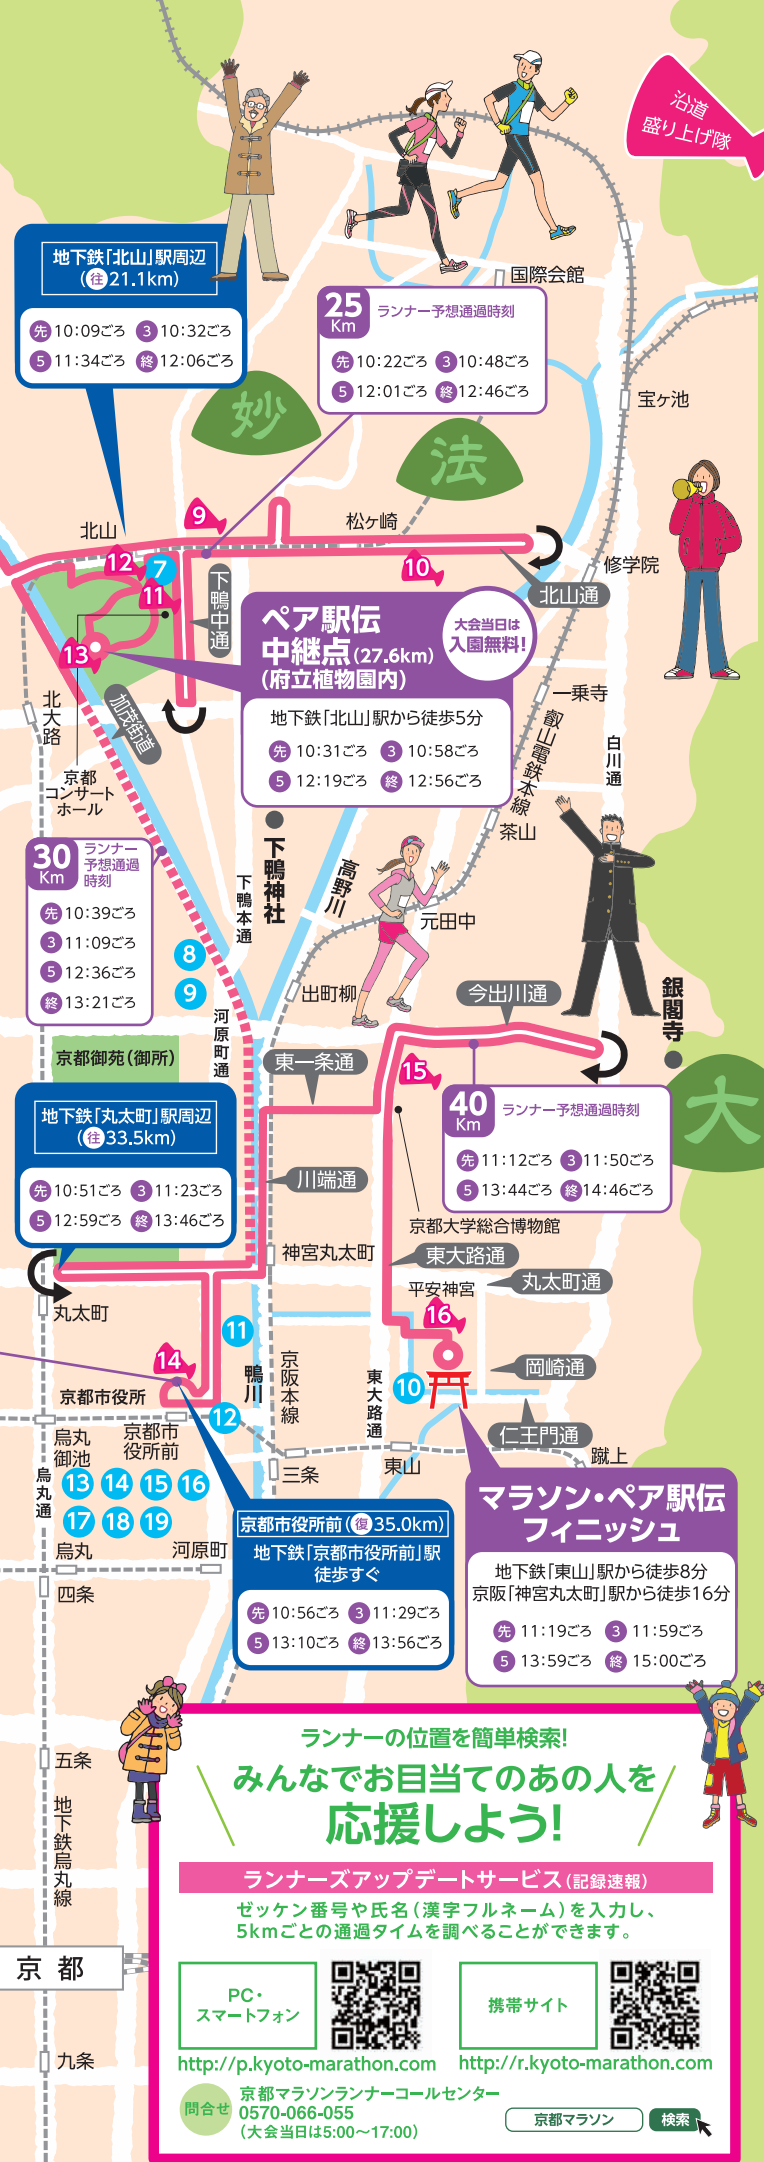 沿道
盛り上げ隊
地下鉄「北山」駅周辺
(往21.1km)
先 10:09ごろ 3 10:32ごろ
5 11:34ごろ 終 12:06ごろ
国際会館
25
Km
ランナー予想通過時刻
先 10:22ごろ 3 10:48ごろ
5 12:01ごろ 終 12:46ごろ
宝ヶ池
妙
法
9
松ヶ崎
北山
12
7
11
10
修学院
北山通
下鴨中通
13
ペア駅伝
中継点(27.6km)
(府立植物園内)
大会当日は
入園無料!
地下鉄「北山」駅から徒歩5分
先 10:31ごろ 3 10:58ごろ
5 12:19ごろ 終 12:56ごろ
一乗寺
北大路
加茂街道
叡山電鉄本線
白川通
京都
コンサート
ホール
茶山
30
Km
ランナー
予想通過
時刻
先 10:39ごろ
3 11:09ごろ
5 12:36ごろ
終 13:21ごろ
下鴨神社
下鴨本通
高野川
元田中
8
9
出町柳
今出川通
銀閣寺
河原町通
京都御苑(御所)
東一条通
15
大
40
Km
ランナー予想通過時刻
先 11:12ごろ 3 11:50ごろ
5 13:44ごろ 終 14:46ごろ
地下鉄「丸太町」駅周辺
(往33.5km)
先 10:51ごろ 3 11:23ごろ
5 12:59ごろ 終 13:46ごろ
川端通
京都大学総合博物館
神宮丸太町
東大路通
平安神宮
丸太町通
丸太町
16
11
14
京都市役所
鴨川
京阪本線
東大路通
10
岡崎通
12
仁王門通
烏丸
御池
京都市
役所前
三条
東山
蹴上
烏丸通
13 14 15 16
17 18 19
烏丸
河原町
四条
京都市役所前(復35.0km)
地下鉄「京都市役所前」駅
徒歩すぐ
先 10:56ごろ 3 11:29ごろ
5 13:10ごろ 終 13:56ごろ
マラソン・ペア駅伝
フィニッシュ
地下鉄「東山」駅から徒歩8分
京阪「神宮丸太町」駅から徒歩16分
先 11:19ごろ 3 11:59ごろ
5 13:59ごろ 終 15:00ごろ
五条
地下鉄烏丸線
京都
九条
ランナーの位置を簡単検索!
みんなでお目当てのあの人を
応援しよう!
ランナーズアップデートサービス(記録速報)
ゼッケン番号や氏名(漢字フルネーム)を入力し、
5kmごとの通過タイムを調べることができます。
PC・
スマートフォン
携帯サイト
http://p.kyoto-marathon.com
http://r.kyoto-marathon.com
問合せ
京都マラソンランナーコールセンター
0570-066-055
(大会当日は5:00〜17:00)
京都マラソン
検索